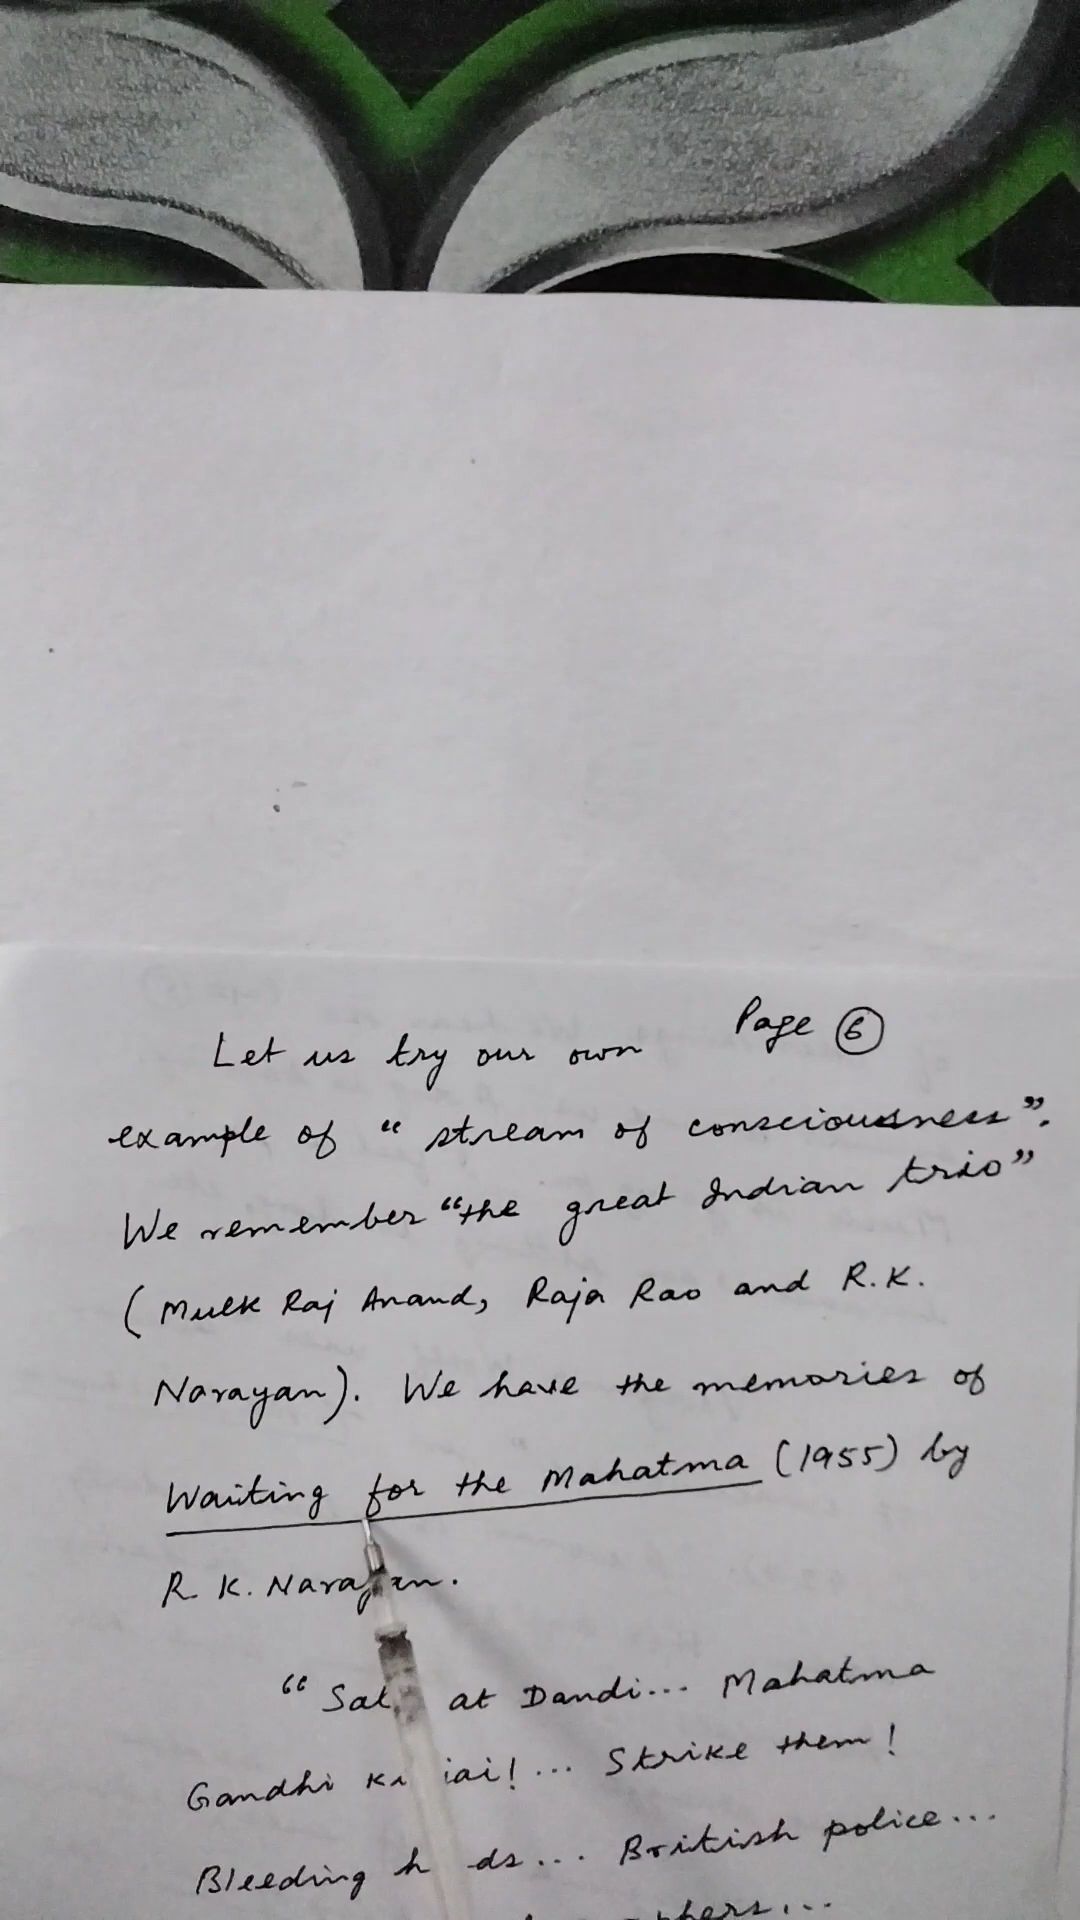 Page 6
Let us try our own
example of " stream of consciousness".
We remember "the great Indian trio"
( Mulk Raj Anand, Raja Rao and R.K.
Narayan). We have the memories of
Waiting for the Mahatma (1955) by
R. K. Narayan.
" at Dandi... Mahatma
Gandhi ! ... Strike them!
Bleeding ... British police...